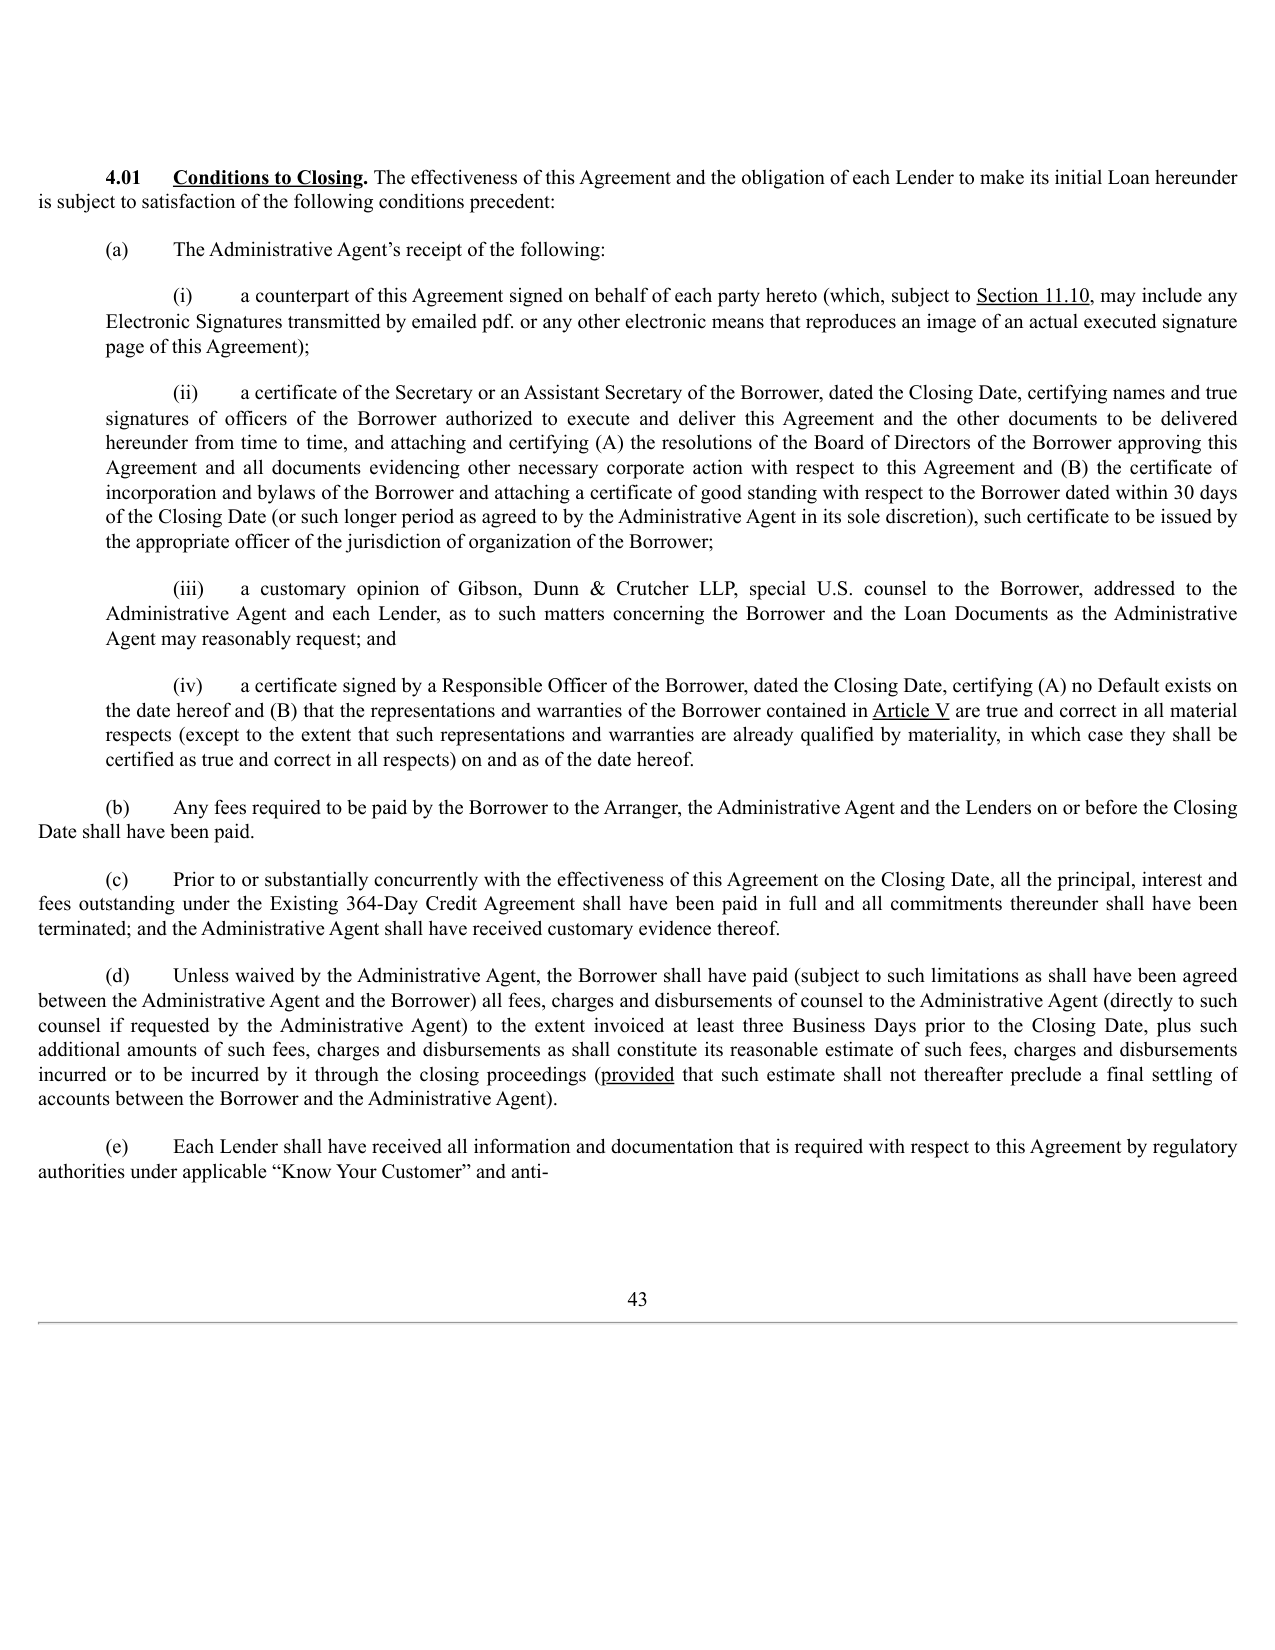 4.01 Conditions to Closing. The effectiveness of this Agreement and the obligation of each Lender to make its initial Loan hereunder
is subject to satisfaction of the following conditions precedent:
(a) The Administrative Agent’s receipt of the following:
(i) a counterpart of this Agreement signed on behalf of each party hereto (which, subject to Section 11.10, may include any
Electronic Signatures transmitted by emailed pdf. or any other electronic means that reproduces an image of an actual executed signature
page of this Agreement);
(ii) a certificate of the Secretary or an Assistant Secretary of the Borrower, dated the Closing Date, certifying names and true
signatures of officers of the Borrower authorized to execute and deliver this Agreement and the other documents to be delivered
hereunder from time to time, and attaching and certifying (A) the resolutions of the Board of Directors of the Borrower approving this
Agreement and all documents evidencing other necessary corporate action with respect to this Agreement and (B) the certificate of
incorporation and bylaws of the Borrower and attaching a certificate of good standing with respect to the Borrower dated within 30 days
of the Closing Date (or such longer period as agreed to by the Administrative Agent in its sole discretion), such certificate to be issued by
the appropriate officer of the jurisdiction of organization of the Borrower;
(iii) a customary opinion of Gibson, Dunn & Crutcher LLP, special U.S. counsel to the Borrower, addressed to the
Administrative Agent and each Lender, as to such matters concerning the Borrower and the Loan Documents as the Administrative
Agent may reasonably request; and
(iv) a certificate signed by a Responsible Officer of the Borrower, dated the Closing Date, certifying (A) no Default exists on
the date hereof and (B) that the representations and warranties of the Borrower contained in Article V are true and correct in all material
respects (except to the extent that such representations and warranties are already qualified by materiality, in which case they shall be
certified as true and correct in all respects) on and as of the date hereof.
(b) Any fees required to be paid by the Borrower to the Arranger, the Administrative Agent and the Lenders on or before the Closing
Date shall have been paid.
(c) Prior to or substantially concurrently with the effectiveness of this Agreement on the Closing Date, all the principal, interest and
fees outstanding under the Existing 364-Day Credit Agreement shall have been paid in full and all commitments thereunder shall have been
terminated; and the Administrative Agent shall have received customary evidence thereof.
(d) Unless waived by the Administrative Agent, the Borrower shall have paid (subject to such limitations as shall have been agreed
between the Administrative Agent and the Borrower) all fees, charges and disbursements of counsel to the Administrative Agent (directly to such
counsel if requested by the Administrative Agent) to the extent invoiced at least three Business Days prior to the Closing Date, plus such
additional amounts of such fees, charges and disbursements as shall constitute its reasonable estimate of such fees, charges and disbursements
incurred or to be incurred by it through the closing proceedings (provided that such estimate shall not thereafter preclude a final settling of
accounts between the Borrower and the Administrative Agent).
(e) Each Lender shall have received all information and documentation that is required with respect to this Agreement by regulatory
authorities under applicable “Know Your Customer” and anti-
43